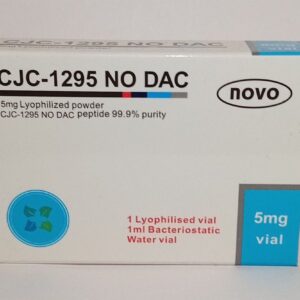 CJC-1295 NO DAC
5mg Lyophilized powder
CJC-1295 NO DAC peptide 99.9% purity
novo
1 Lyophilised vial
1ml Bacteriostatic
Water vial
5mg
vial